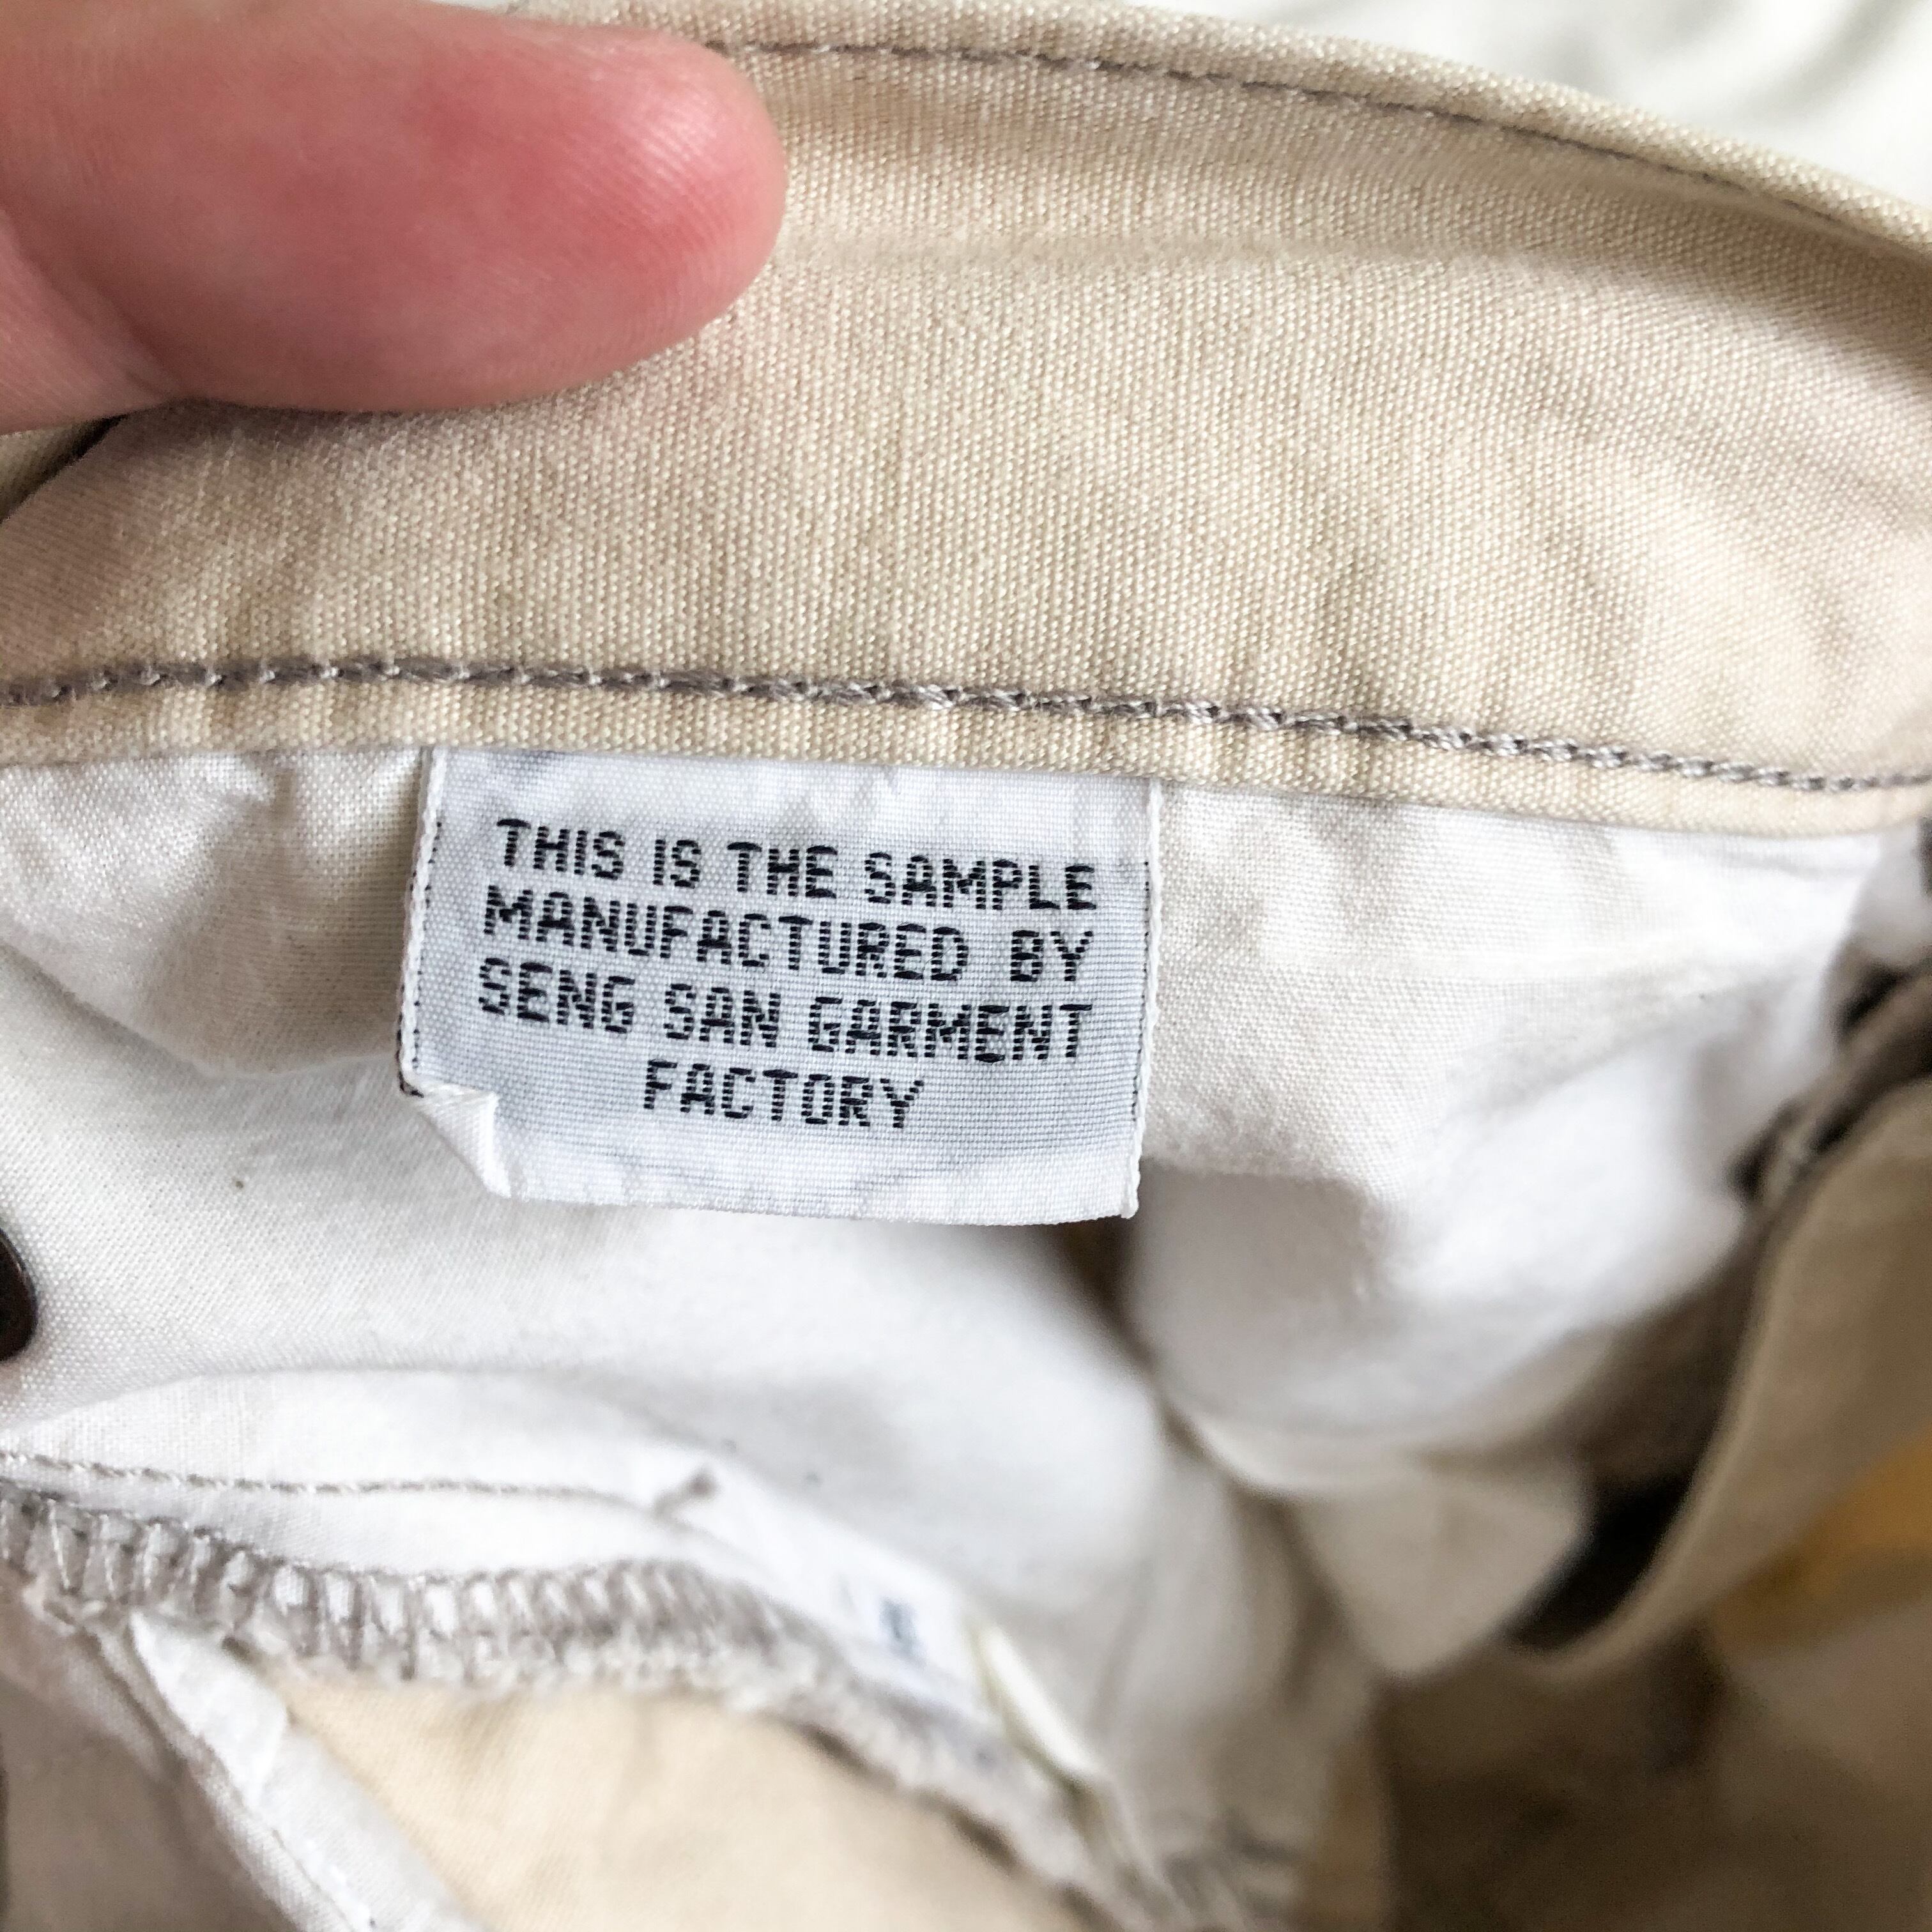 THIS IS THE SAMPLE
MANUFACTURED BY
SENG SAN GARMENT
FACTORY